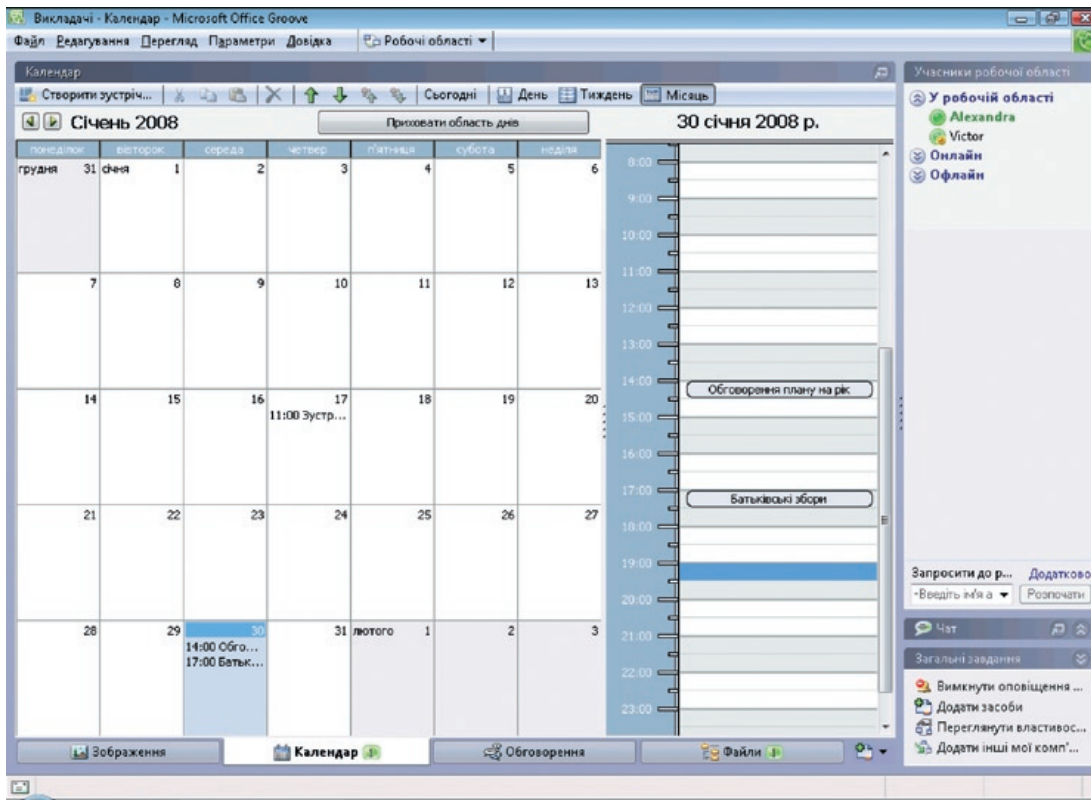 Викладачі - Календар - Microsoft Office Groove
Файл Редагування Перегляд Параметри Довідка Робочі області
Календар
Створити зустріч... Сьогодні День Тиждень Місяць
Січень 2008 Приховати область днів 30 січня 2008 р.
понеділок вівторок середа четвер п'ятниця субота неділя
грудня 31 січня 1 2 3 4 5 6
7 8 9 10 11 12 13
14 15 16 17 18 19 20
11:00 Зустр...
21 22 23 24 25 26 27
28 29 30 31 лютого 1 2 3
14:00 Обго...
17:00 Батьк...
8:00
9:00
10:00
11:00
12:00
13:00
14:00
Обговорення плану на рік
15:00
16:00
17:00
Батьківські збори
18:00
19:00
20:00
21:00
22:00
23:00
Учасники робочої області
У робочій області
Alexandra
Victor
Онлайн
Офлайн
Запросити до р... Додатково
Введіть ім'я а Розпочати
Чат
Загальні завдання
Вимкнути оповіщення ...
Додати засоби
Переглянути властивос...
Додати інші мої комп'...
Зображення Календар Обговорення Файли